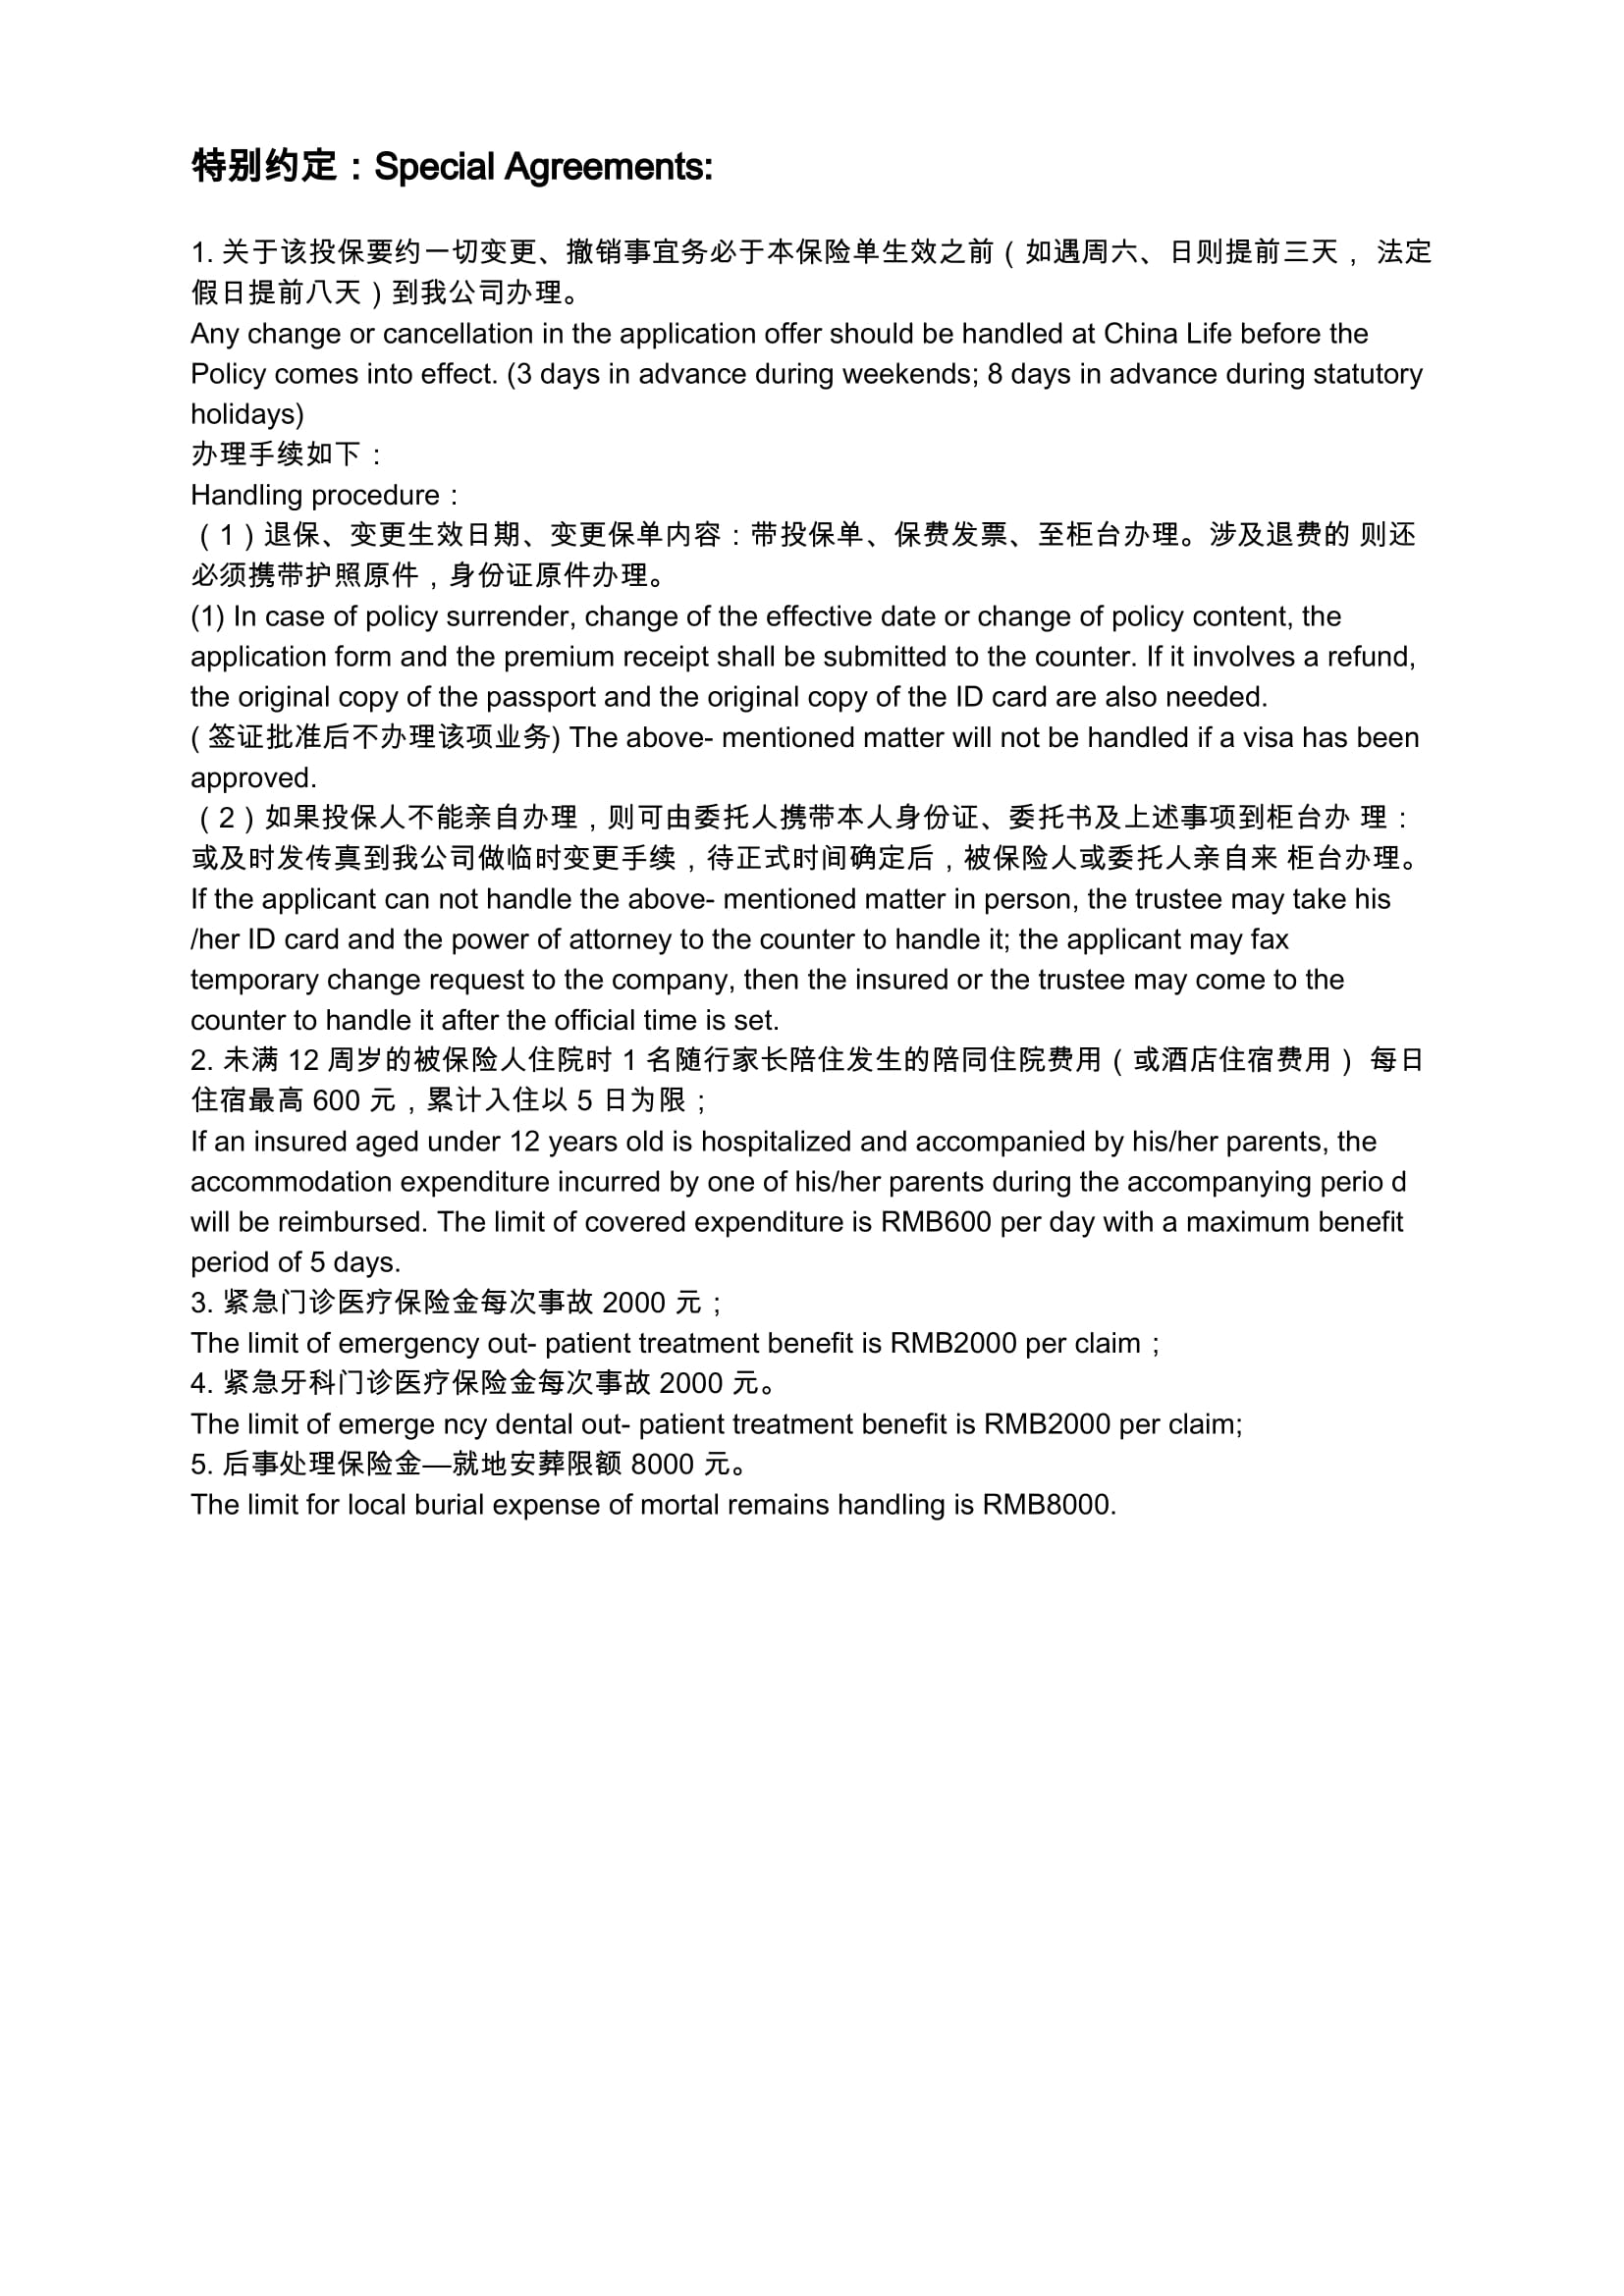 特别约定：Special Agreements:
1. 关于该投保要约一切变更、撤销事宜务必于本保险单生效之前（如遇周六、日则提前三天， 法定
假日提前八天）到我公司办理。
Any change or cancellation in the application offer should be handled at China Life before the
Policy comes into effect. (3 days in advance during weekends; 8 days in advance during statutory
holidays)
办理手续如下：
Handling procedure：
（1）退保、变更生效日期、变更保单内容：带投保单、保费发票、至柜台办理。涉及退费的 则还
必须携带护照原件，身份证原件办理。
(1) In case of policy surrender, change of the effective date or change of policy content, the
application form and the premium receipt shall be submitted to the counter. If it involves a refund,
the original copy of the passport and the original copy of the ID card are also needed.
( 签证批准后不办理该项业务) The above- mentioned matter will not be handled if a visa has been
approved.
（2）如果投保人不能亲自办理，则可由委托人携带本人身份证、委托书及上述事项到柜台办 理：
或及时发传真到我公司做临时变更手续，待正式时间确定后，被保险人或委托人亲自来 柜台办理。
If the applicant can not handle the above- mentioned matter in person, the trustee may take his
/her ID card and the power of attorney to the counter to handle it; the applicant may fax
temporary change request to the company, then the insured or the trustee may come to the
counter to handle it after the official time is set.
2. 未满 12 周岁的被保险人住院时 1 名随行家长陪住发生的陪同住院费用（或酒店住宿费用） 每日
住宿最高 600 元，累计入住以 5 日为限；
If an insured aged under 12 years old is hospitalized and accompanied by his/her parents, the
accommodation expenditure incurred by one of his/her parents during the accompanying perio d
will be reimbursed. The limit of covered expenditure is RMB600 per day with a maximum benefit
period of 5 days.
3. 紧急门诊医疗保险金每次事故 2000 元；
The limit of emergency out- patient treatment benefit is RMB2000 per claim；
4. 紧急牙科门诊医疗保险金每次事故 2000 元。
The limit of emerge ncy dental out- patient treatment benefit is RMB2000 per claim;
5. 后事处理保险金—就地安葬限额 8000 元。
The limit for local burial expense of mortal remains handling is RMB8000.